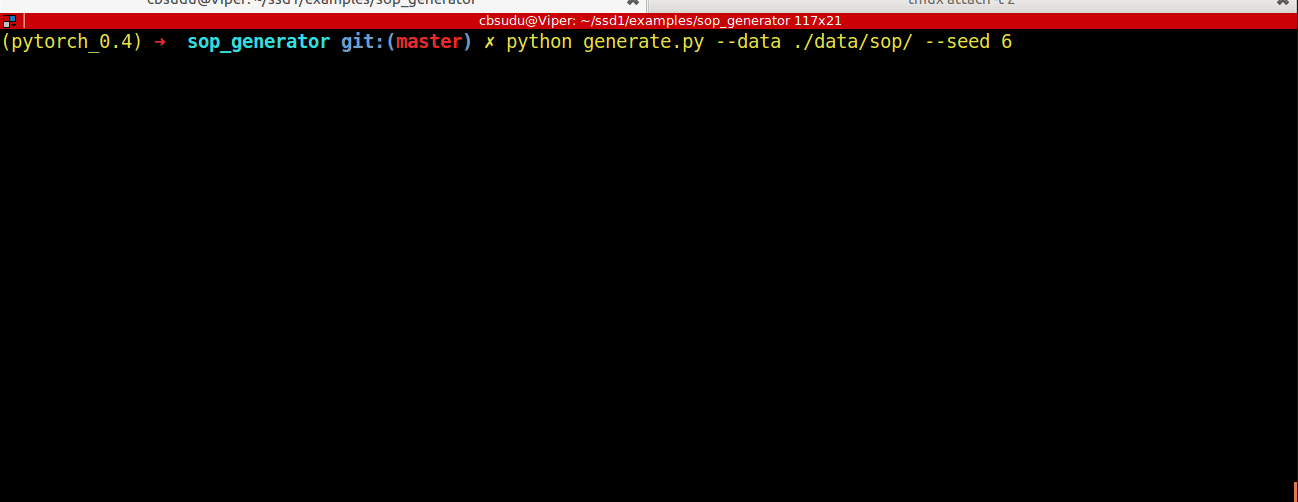 cbsudu@Viper: ~/ssd1/examples/sop_generator
tmux attach -t 2
cbsudu@Viper: ~/ssd1/examples/sop_generator 117x21
(pytorch_0.4) ➜ sop_generator git:(master) ✗ python generate.py --data ./data/sop/ --seed 6